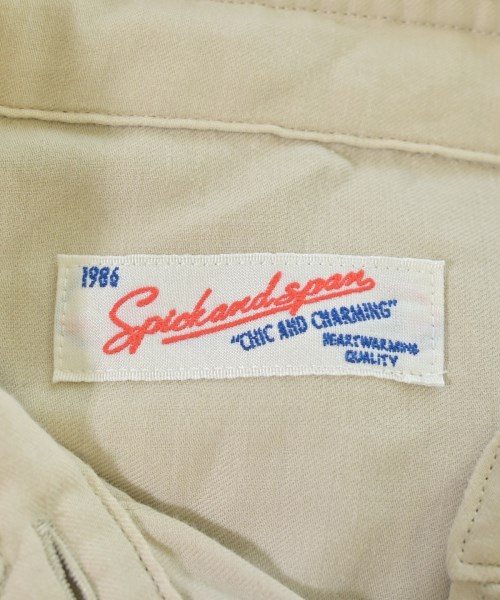 1986
Spickandspan
"CHIC AND CHARMING"
HEARTWARMING
QUALITY